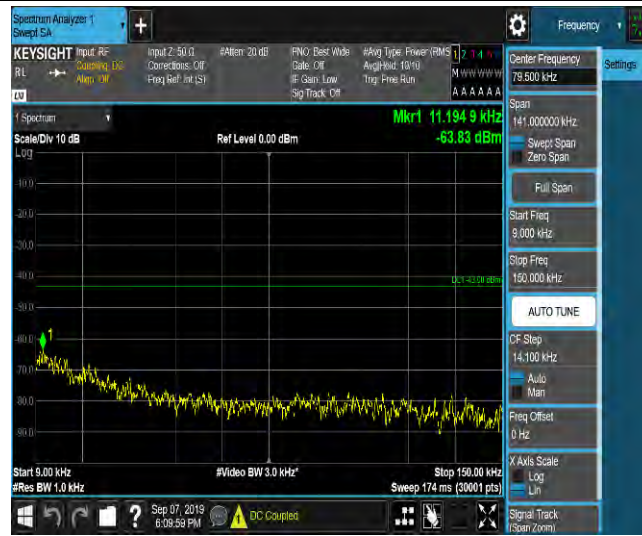 Spectrum Analyzer 1
Swept SA
Frequency
KEYSIGHT
RL
Input: RF
Coupling: DC
Align: Off
Input Z: 50 Ω
Corrections: Off
Freq Ref: Int (S)
#Atten: 20 dB
PNO: Best Wide
Gate: Off
IF Gain: Low
Sig Track: Off
#Avg Type: Power (RMS
Avg|Hold: 10/10
Trig: Free Run
1 2 3 4
M W W W W W
A A A A A A
1 Spectrum
Scale/Div 10 dB
Log
Ref Level 0.00 dBm
Mkr1 11.194 9 kHz
-63.83 dBm
-10.0
-20.0
-30.0
-40.0
-50.0
-60.0
-70.0
-80.0
-90.0
1
Start 9.00 kHz
#Res BW 1.0 kHz
#Video BW 3.0 kHz*
Stop 150.00 kHz
Sweep 174 ms (30001 pts)
Sep 07, 2019
6:09:59 PM
DC Coupled
Center Frequency
79.500 kHz
Settings
Span
141.000000 kHz
Swept Span
Zero Span
Full Span
Start Freq
9.000 kHz
Stop Freq
150.000 kHz
AUTO TUNE
CF Step
14.100 kHz
Auto
Man
Freq Offset
0 Hz
X Axis Scale
Log
Lin
Signal Track
(Span Zoom)